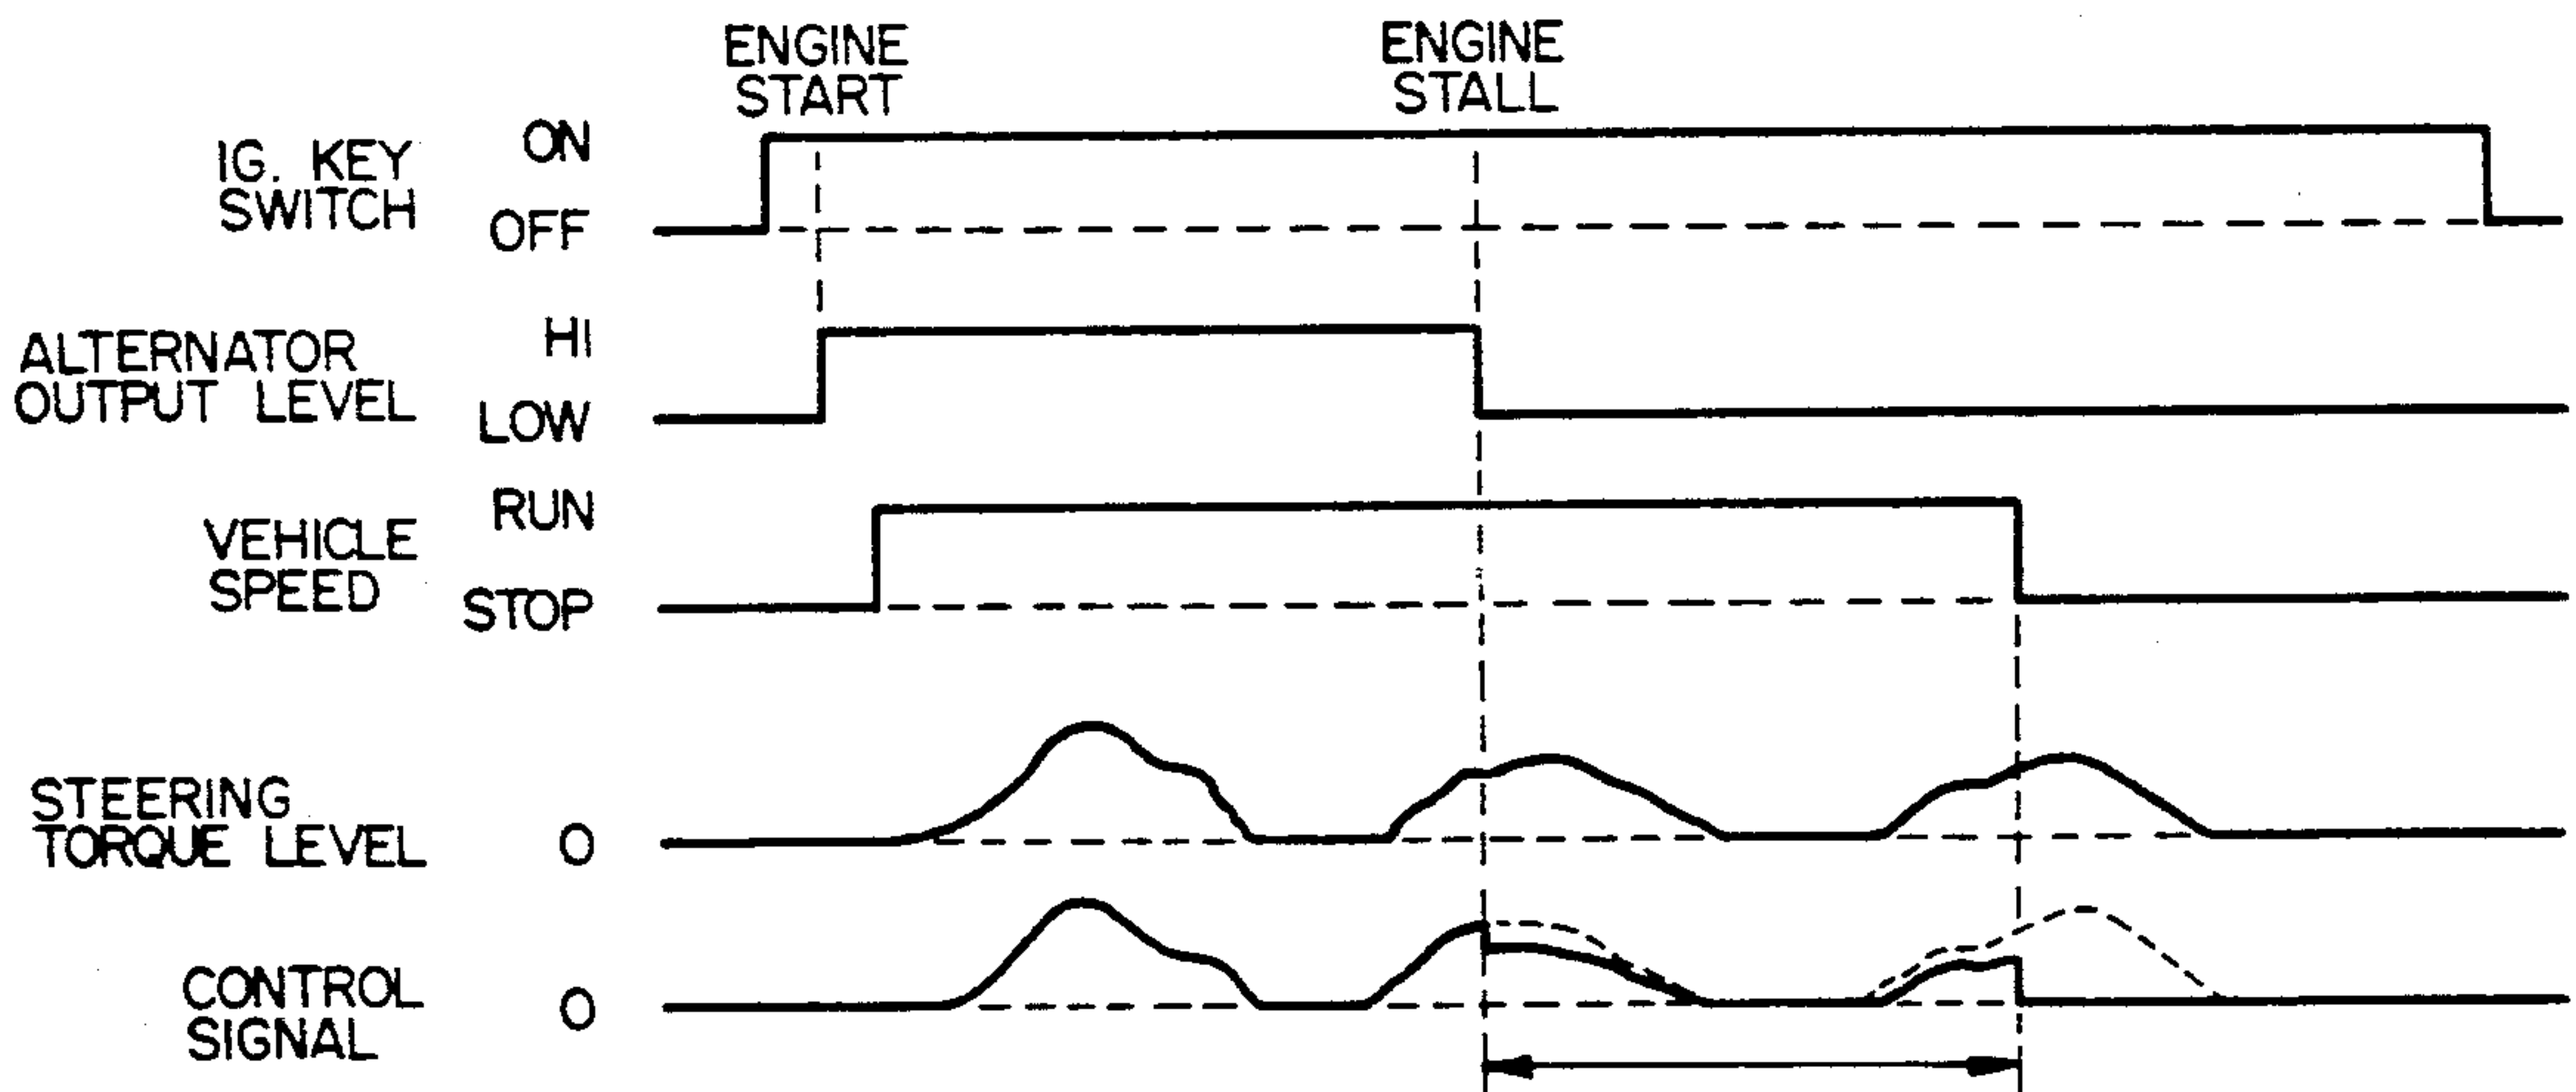 ENGINE
START
ENGINE
STALL
IG. KEY
SWITCH
ON
OFF
ALTERNATOR
OUTPUT LEVEL
HI
LOW
VEHICLE
SPEED
RUN
STOP
STEERING
TORQUE LEVEL
0
CONTROL
SIGNAL
0